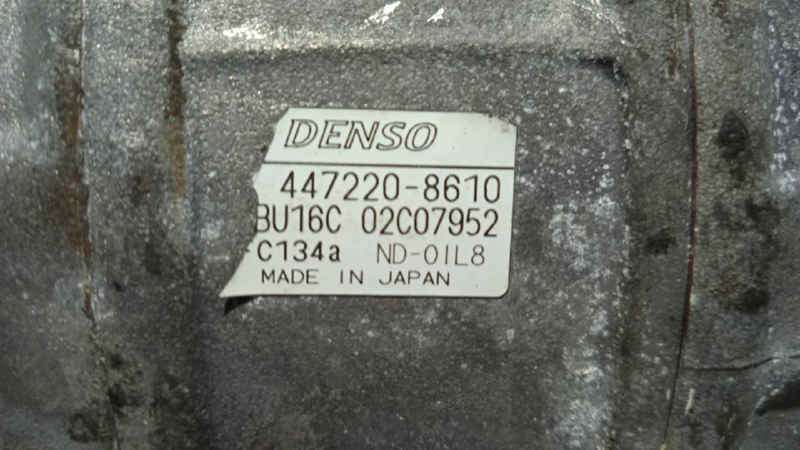 DENSO
447220-8610
BU16C 02C07952
C134a ND-OIL8
MADE IN JAPAN